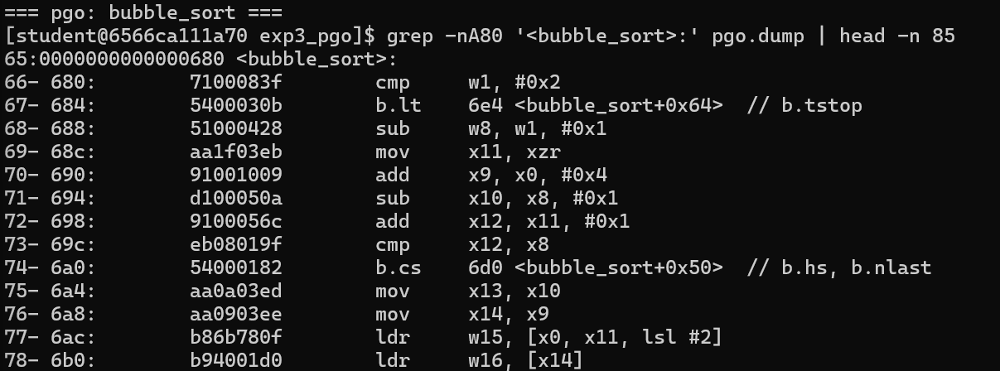 === pgo: bubble_sort ===
[student@6566ca111a70 exp3_pgo]$ grep -nA80 '<bubble_sort>:' pgo.dump | head -n 85
65:0000000000000680 <bubble_sort>:
66- 680:	7100083f	cmp	w1, #0x2
67- 684:	5400030b	b.lt	6e4 <bubble_sort+0x64>  // b.tstop
68- 688:	51000428	sub	w8, w1, #0x1
69- 68c:	aa1f03eb	mov	x11, xzr
70- 690:	91001009	add	x9, x0, #0x4
71- 694:	d100050a	sub	x10, x8, #0x1
72- 698:	9100056c	add	x12, x11, #0x1
73- 69c:	eb08019f	cmp	x12, x8
74- 6a0:	54000182	b.cs	6d0 <bubble_sort+0x50>  // b.hs, b.nlast
75- 6a4:	aa0a03ed	mov	x13, x10
76- 6a8:	aa0903ee	mov	x14, x9
77- 6ac:	b86b780f	ldr	w15, [x0, x11, lsl #2]
78- 6b0:	b94001d0	ldr	w16, [x14]